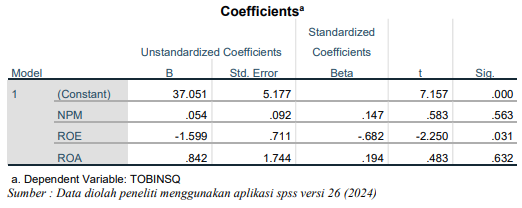 Coefficientsᵃ
Standardized
Unstandardized Coefficients Coefficients
Model B Std. Error Beta t Sig.
1 (Constant) 37.051 5.177 7.157 .000
NPM .054 .092 .147 .583 .563
ROE -1.599 .711 -.682 -2.250 .031
ROA .842 1.744 .194 .483 .632
a. Dependent Variable: TOBINSQ
Sumber : Data diolah peneliti menggunakan aplikasi spss versi 26 (2024)